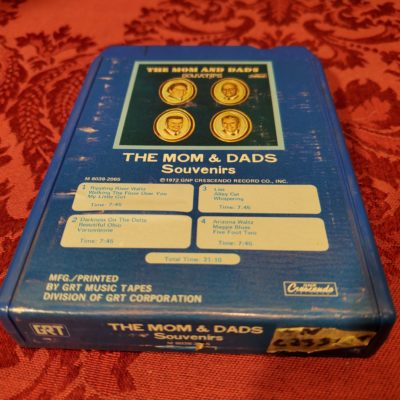 THE MOM AND DADS
SOUVENIRS
THE MOM & DADS
Souvenirs
M 8039-2065
©1972 GNP CRESCENDO RECORD CO., INC.
1 Rippling River Waltz
Walking The Floor Over You
My Little Girl
Time: 7:45
2 Darkness On The Delta
Beautiful Ohio
Varsovienne
Time: 7:45
3
Alley Cat
Whispering
Time: 7:45
4 Arizona Waltz
Maggie Blues
Five Foot Two
Time: 7:45
Total Time: 31:10
MFG./PRINTED
BY GRT MUSIC TAPES
DIVISION OF GRT CORPORATION
Crescendo
GRT
THE MOM & DADS
Souvenirs